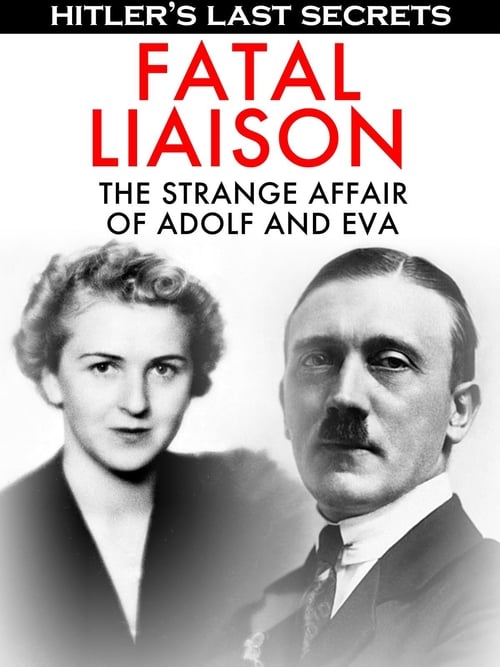 HITLER'S LAST SECRETS
FATAL
LIAISON
THE STRANGE AFFAIR
OF ADOLF AND EVA